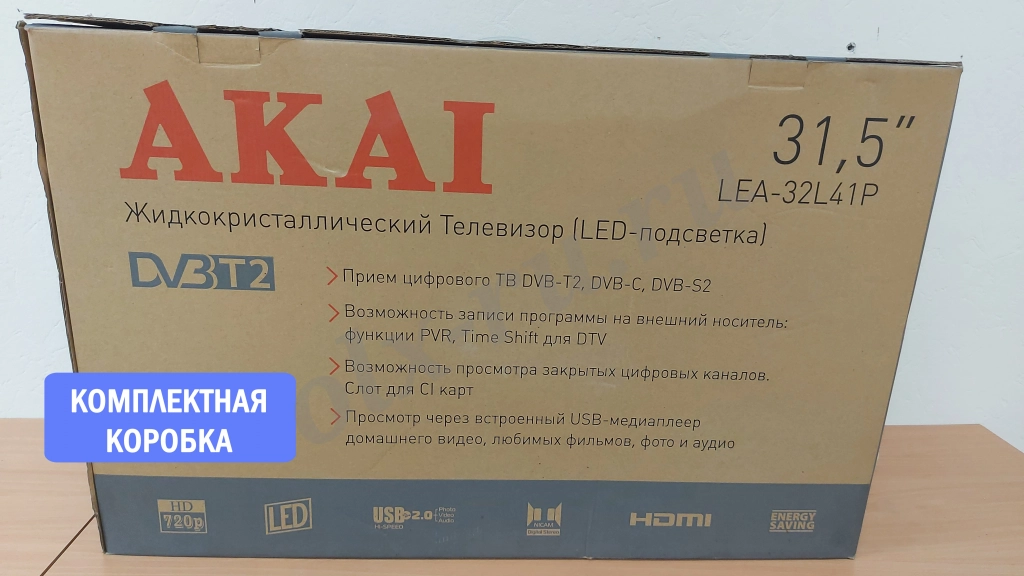 AKAI
31,5"
LEA-32L41P
Жидкокристаллический Телевизор (LED-подсветка)
DVB T2
Прием цифрового ТВ DVB-T2, DVB-C, DVB-S2
Возможность записи программы на внешний носитель:
функции PVR, Time Shift для DTV
Возможность просмотра закрытых цифровых каналов.
Слот для CI карт
Просмотр через встроенный USB-медиаплеер
домашнего видео, любимых фильмов, фото и аудио
КОМПЛЕКТНАЯ
КОРОБКА
HD
720p
LED
USB 2.0
HI-SPEED
Photo
Video
Audio
NICAM
Digital Stereo
HDMI
ENERGY
SAVING